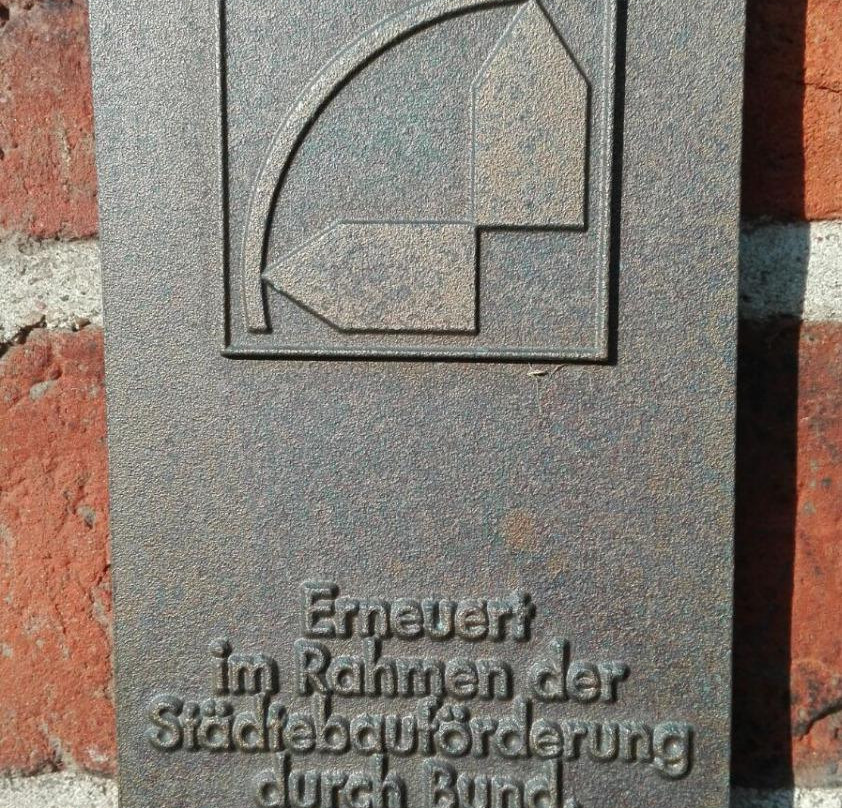 Erneuert
im Rahmen der
Städtebauförderung
durch Bund,